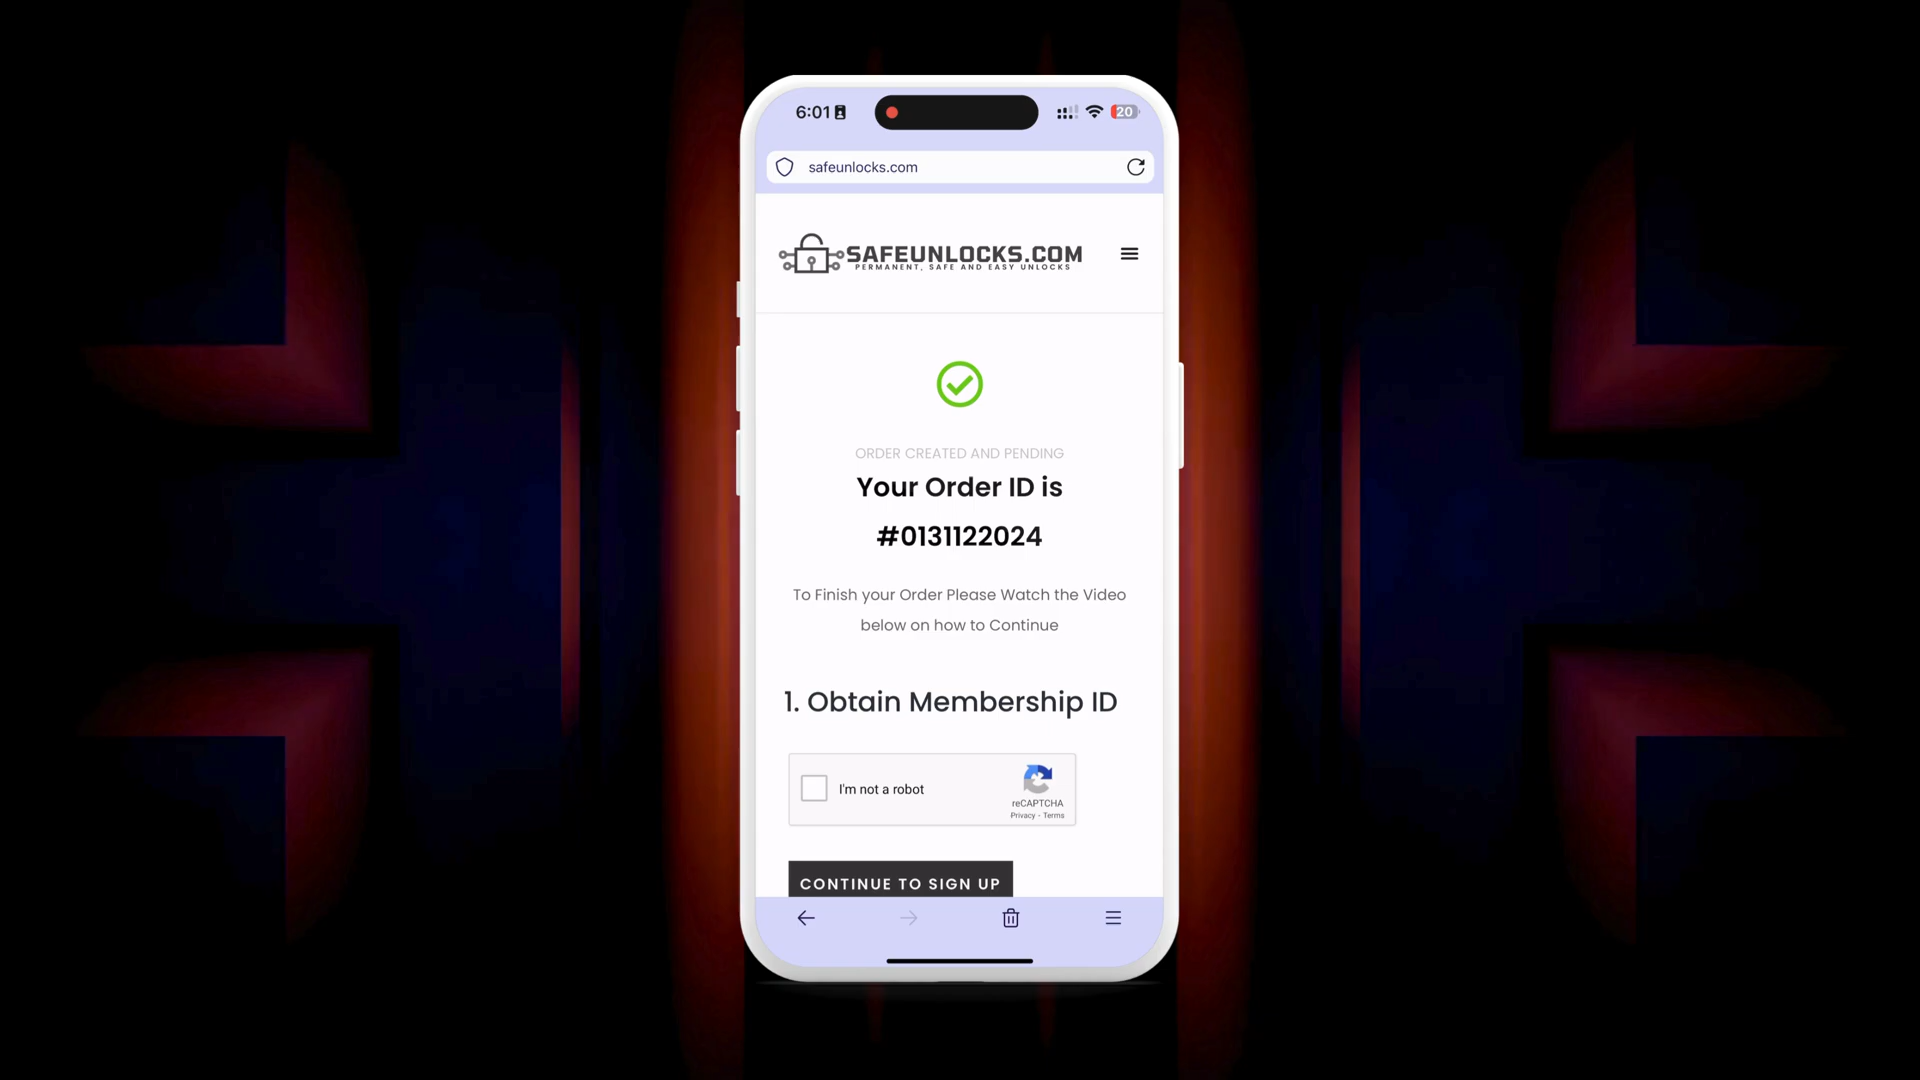 6:01
20
safeunlocks.com
SAFEUNLOCKS.COM
PERMANENT, SAFE AND EASY UNLOCKS
ORDER CREATED AND PENDING
Your Order ID is
#0131122024
To Finish your Order Please Watch the Video
below on how to Continue
1. Obtain Membership ID
I'm not a robot
reCAPTCHA
Privacy - Terms
CONTINUE TO SIGN UP